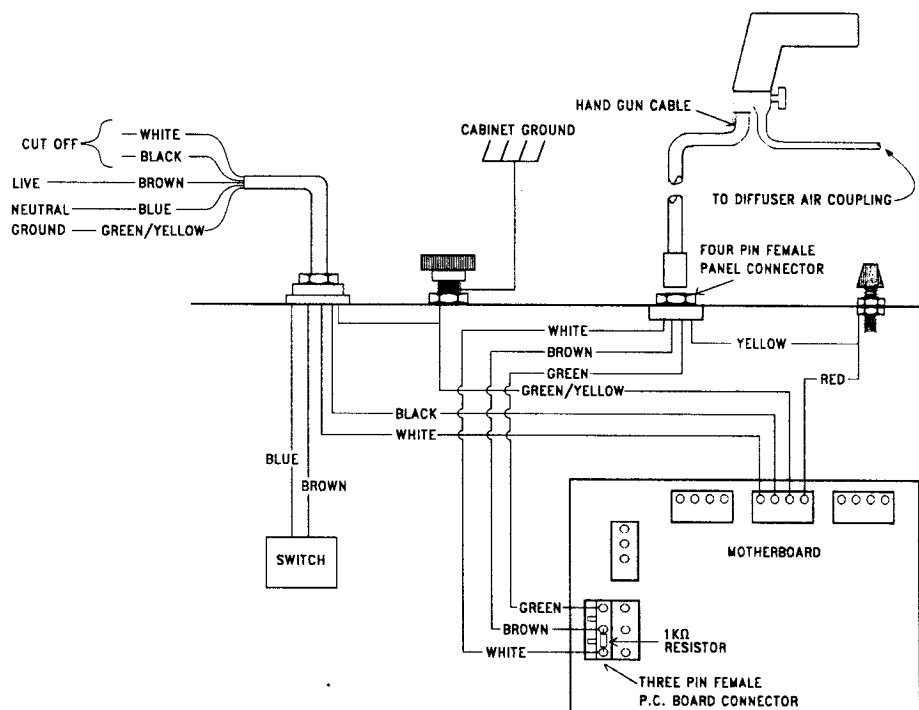 CUT OFF
WHITE
BLACK
LIVE
BROWN
NEUTRAL
BLUE
GROUND
GREEN/YELLOW
CABINET GROUND
HAND GUN CABLE
TO DIFFUSER AIR COUPLING
FOUR PIN FEMALE
PANEL CONNECTOR
WHITE
BROWN
GREEN
GREEN/YELLOW
YELLOW
RED
BLACK
WHITE
BLUE
BROWN
SWITCH
MOTHERBOARD
GREEN
BROWN
WHITE
1KΩ
RESISTOR
THREE PIN FEMALE
P.C. BOARD CONNECTOR